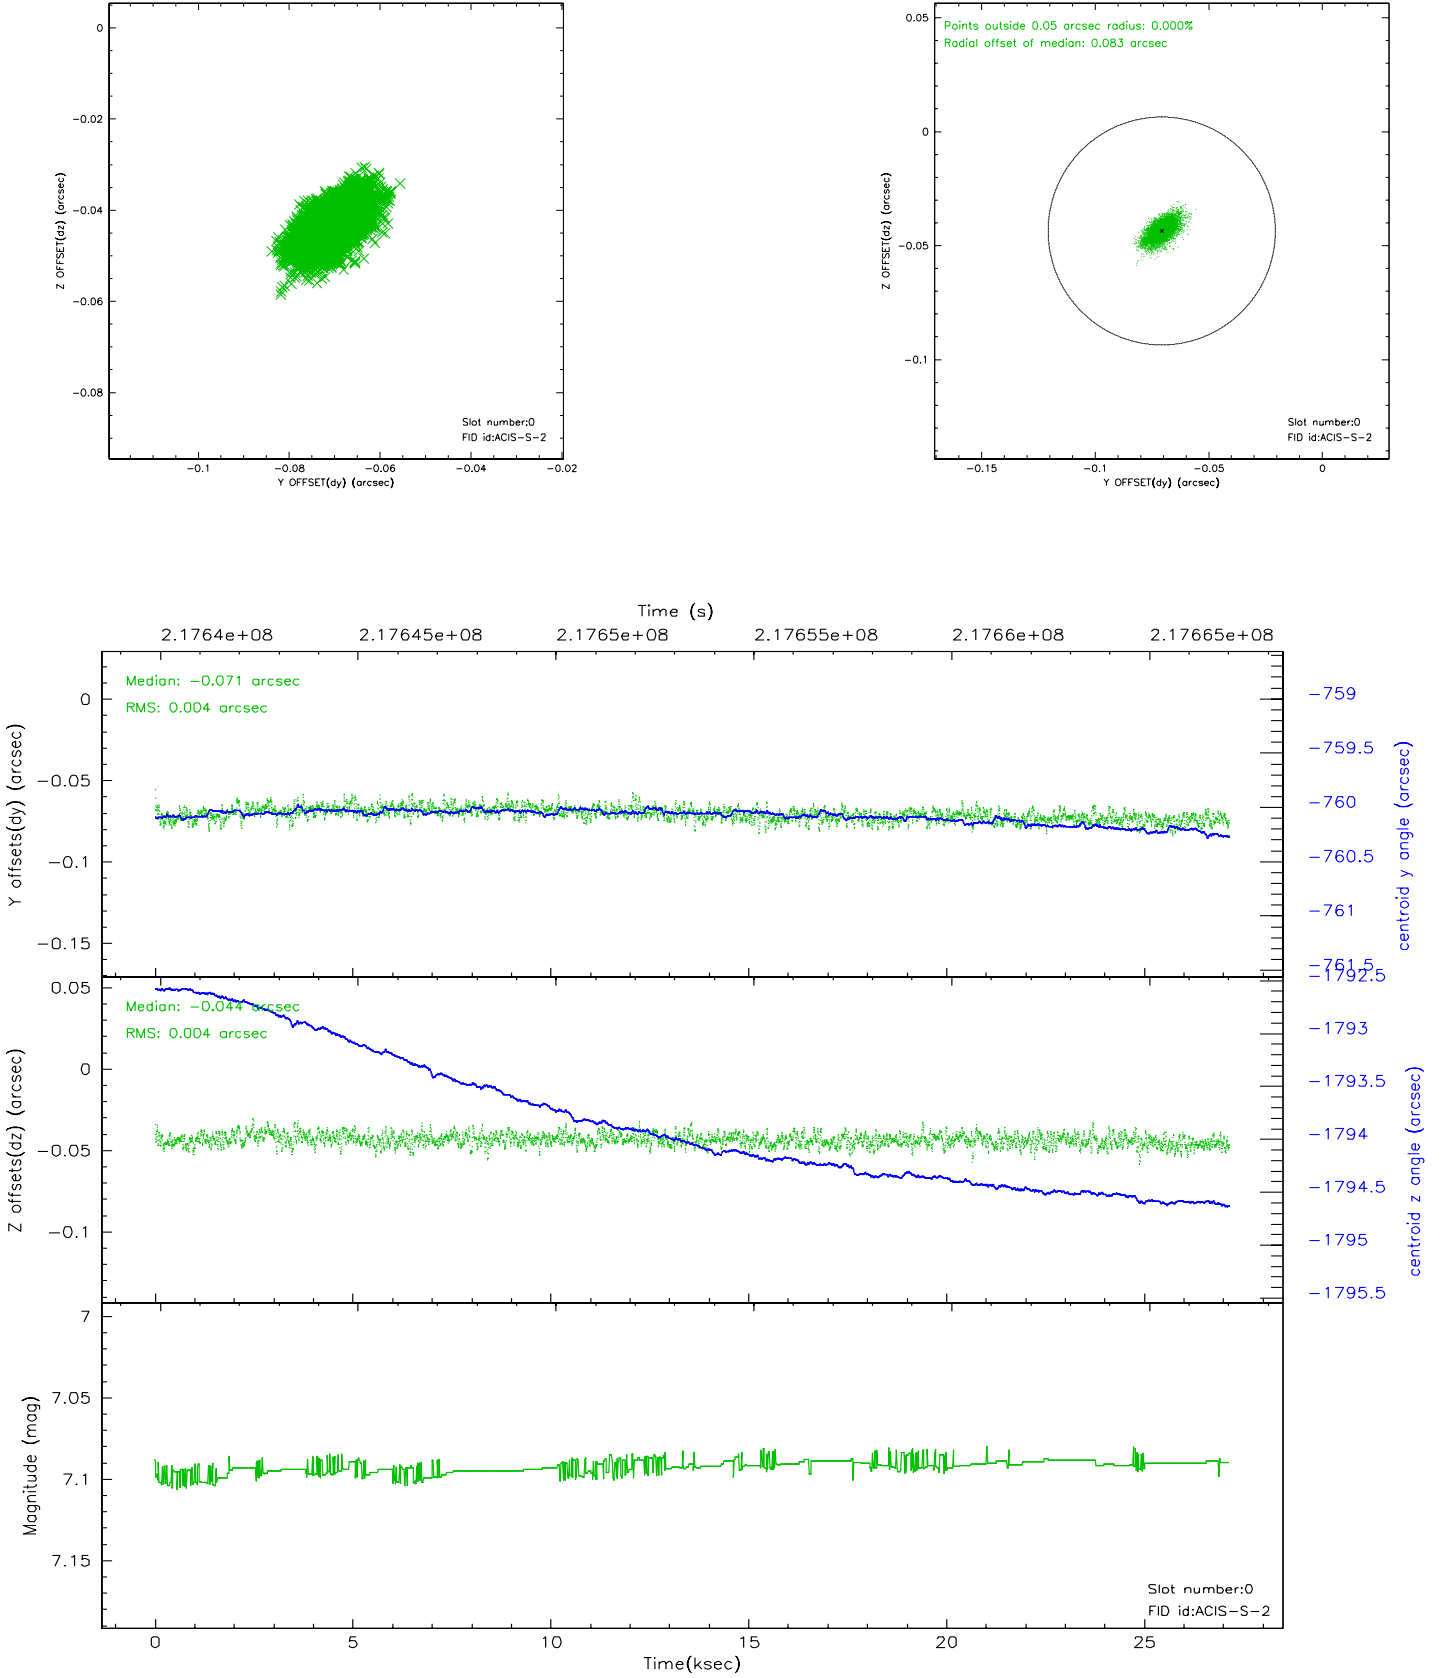 0
-0.02
-0.04
-0.06
-0.08
Z OFFSET(dz) (arcsec)
Slot number:0
FID id:ACIS-S-2
-0.1
-0.08
-0.06
-0.04
-0.02
Y OFFSET(dy) (arcsec)
Points outside 0.05 arcsec radius: 0.000%
Radial offset of median: 0.083 arcsec
0.05
0
-0.05
-0.1
Z OFFSET(dz) (arcsec)
Slot number:0
FID id:ACIS-S-2
-0.15
-0.1
-0.05
0
Y OFFSET(dy) (arcsec)
Time (s)
2.1764e+08
2.17645e+08
2.1765e+08
2.17655e+08
2.1766e+08
2.17665e+08
Median: -0.071 arcsec
RMS: 0.004 arcsec
0
-0.05
-0.1
-0.15
Y offsets(dy) (arcsec)
-759
-759.5
-760
-760.5
-761
-761.5
centroid y angle (arcsec)
Median: -0.044 arcsec
RMS: 0.004 arcsec
0.05
0
-0.05
-0.1
Z offsets(dz) (arcsec)
-1792.5
-1793
-1793.5
-1794
-1794.5
-1795
-1795.5
centroid z angle (arcsec)
7
7.05
7.1
7.15
Magnitude (mag)
Slot number:0
FID id:ACIS-S-2
0
5
10
15
20
25
Time(ksec)